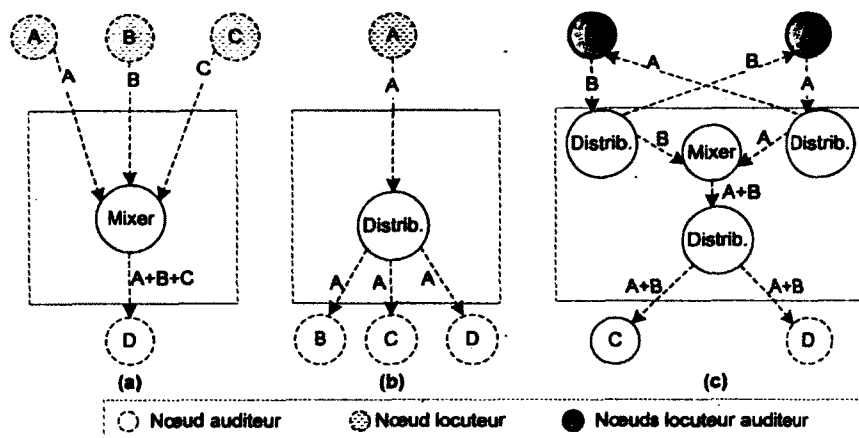 A B C
A B C
Mixer
A+B+C
D
(a)
A
A
Distrib.
A A A
B C D
(b)
B B A A
Distrib. B Mixer A Distrib.
A+B
Distrib.
A+B A+B
C D
(c)
Nœud auditeur Nœud locuteur Nœuds locuteur auditeur